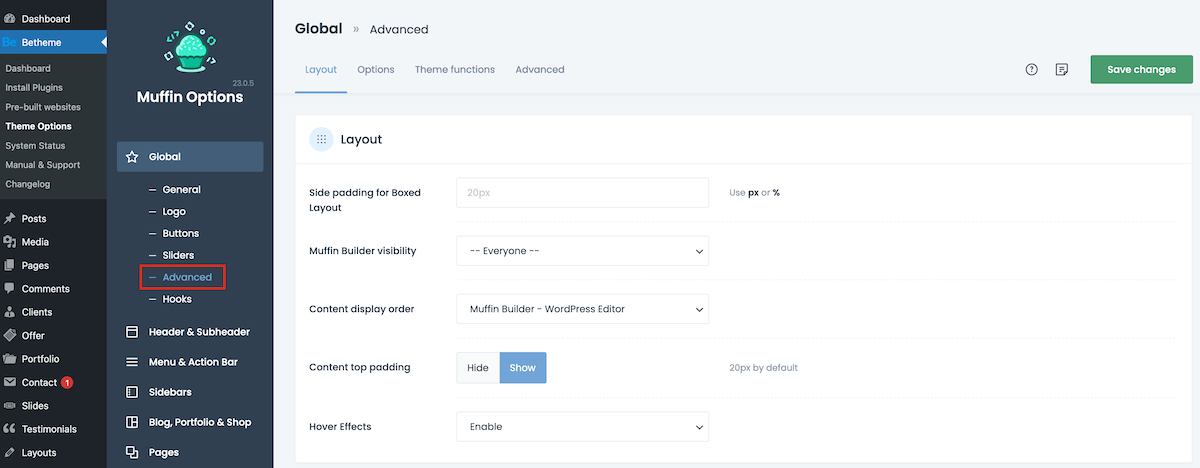 Dashboard
Be Betheme
Dashboard
Install Plugins
Pre-built websites
Theme Options
System Status
Manual & Support
Changelog
Posts
Media
Pages
Comments
Clients
Offer
Portfolio
Contact 1
Slides
Testimonials
Layouts
23.0.5
Muffin Options
Global
– General
– Logo
– Buttons
– Sliders
– Advanced
– Hooks
Header & Subheader
Menu & Action Bar
Sidebars
Blog, Portfolio & Shop
Pages
Global » Advanced
Layout Options Theme functions Advanced
? Save changes
Layout
Side padding for Boxed
Layout
20px
Use px or %
Muffin Builder visibility
-- Everyone --
Content display order
Muffin Builder - WordPress Editor
Content top padding
Hide Show
20px by default
Hover Effects
Enable